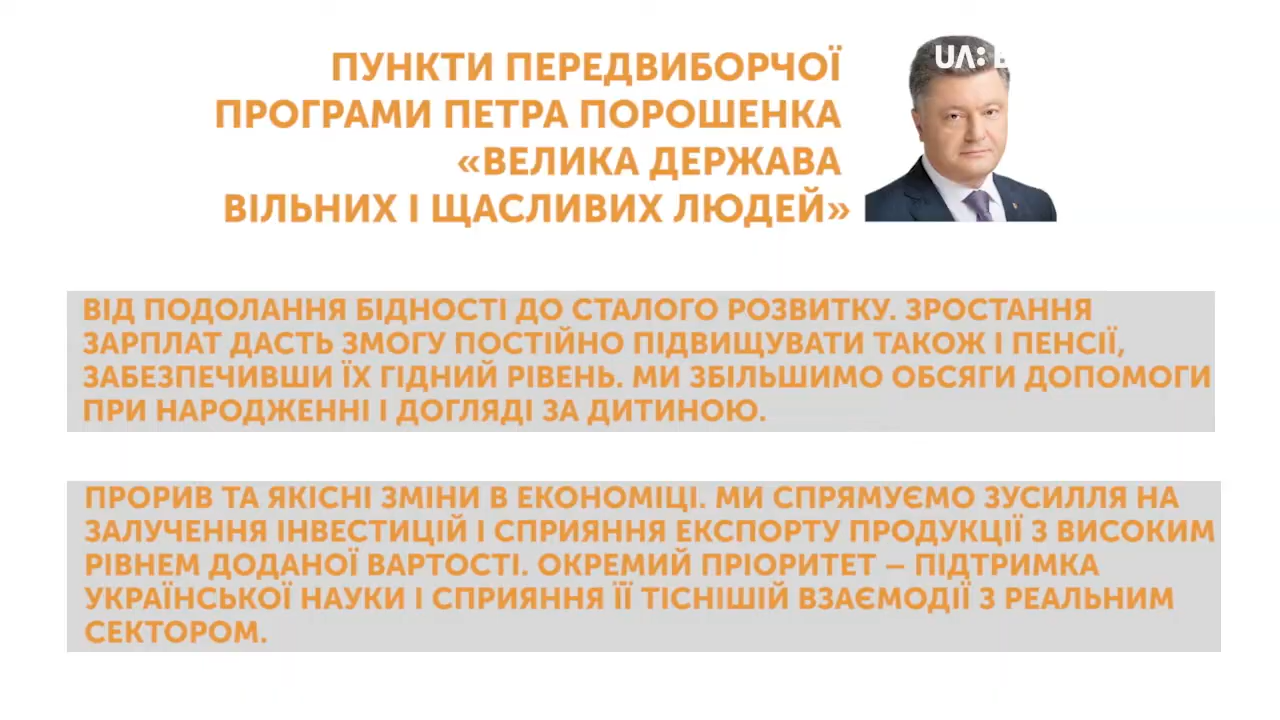 UA:
ПУНКТИ ПЕРЕДВИБОРЧОЇ
ПРОГРАМИ ПЕТРА ПОРОШЕНКА
«ВЕЛИКА ДЕРЖАВА
ВІЛЬНИХ І ЩАСЛИВИХ ЛЮДЕЙ»
ВІД ПОДОЛАННЯ БІДНОСТІ ДО СТАЛОГО РОЗВИТКУ. ЗРОСТАННЯ
ЗАРПЛАТ ДАСТЬ ЗМОГУ ПОСТІЙНО ПІДВИЩУВАТИ ТАКОЖ І ПЕНСІЇ,
ЗАБЕЗПЕЧИВШИ ЇХ ГІДНИЙ РІВЕНЬ. МИ ЗБІЛЬШИМО ОБСЯГИ ДОПОМОГИ
ПРИ НАРОДЖЕННІ І ДОГЛЯДІ ЗА ДИТИНОЮ.
ПРОРИВ ТА ЯКІСНІ ЗМІНИ В ЕКОНОМІЦІ. МИ СПРЯМУЄМО ЗУСИЛЛЯ НА
ЗАЛУЧЕННЯ ІНВЕСТИЦІЙ І СПРИЯННЯ ЕКСПОРТУ ПРОДУКЦІЇ З ВИСОКИМ
РІВНЕМ ДОДАНОЇ ВАРТОСТІ. ОКРЕМИЙ ПРІОРИТЕТ – ПІДТРИМКА
УКРАЇНСЬКОЇ НАУКИ І СПРИЯННЯ ЇЇ ТІСНІШІЙ ВЗАЄМОДІЇ З РЕАЛЬНИМ
СЕКТОРОМ.